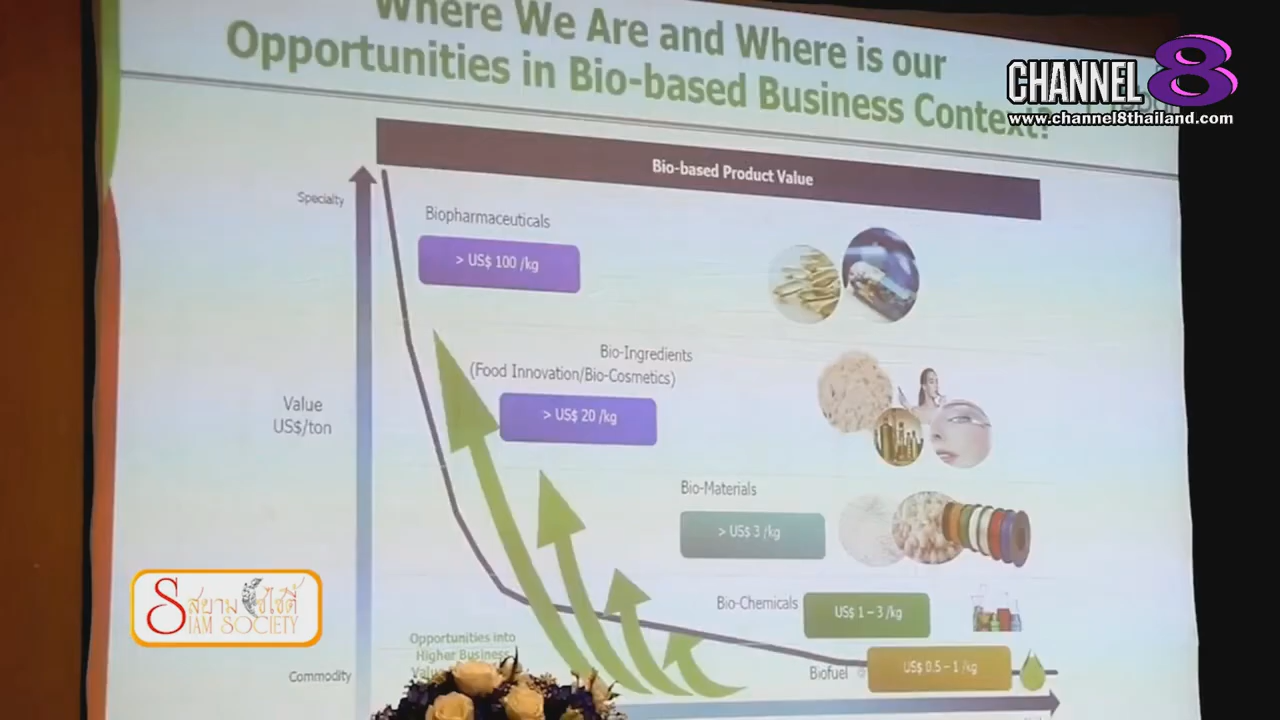 Where We Are and Where is our
Opportunities in Bio-based Business Context?
CHANNEL 8
www.channel8thailand.com
Bio-based Product Value
Specialty
Biopharmaceuticals
> US$ 100 /kg
Bio-Ingredients
(Food Innovation/Bio-Cosmetics)
> US$ 20 /kg
Value
US$/ton
Bio-Materials
> US$ 3 /kg
Bio-Chemicals
US$ 1 – 3 /kg
สยามโซไซตี้
SIAM SOCIETY
Opportunities into
Higher Business
Commodity
Biofuel
US$ 0.5 – 1 /kg